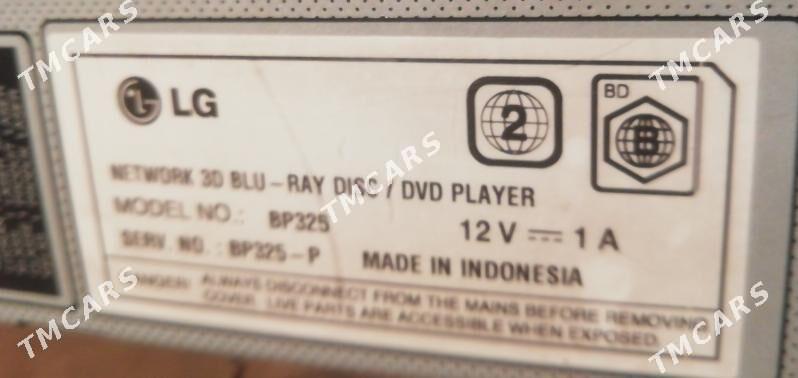 TMCARS TMCARS
LG
2
BD
B
NETWORK 3D BLU-RAY DISC / DVD PLAYER
TMCARS
MODEL NO.: BP325
12 V ⎓ 1 A
SERV. NO. : BP325-P
MADE IN INDONESIA
DANGER: ALWAYS DISCONNECT FROM THE MAINS BEFORE REMOVING
COVER. LIVE PARTS ARE ACCESSIBLE WHEN EXPOSED.
TMCARS TMCARS